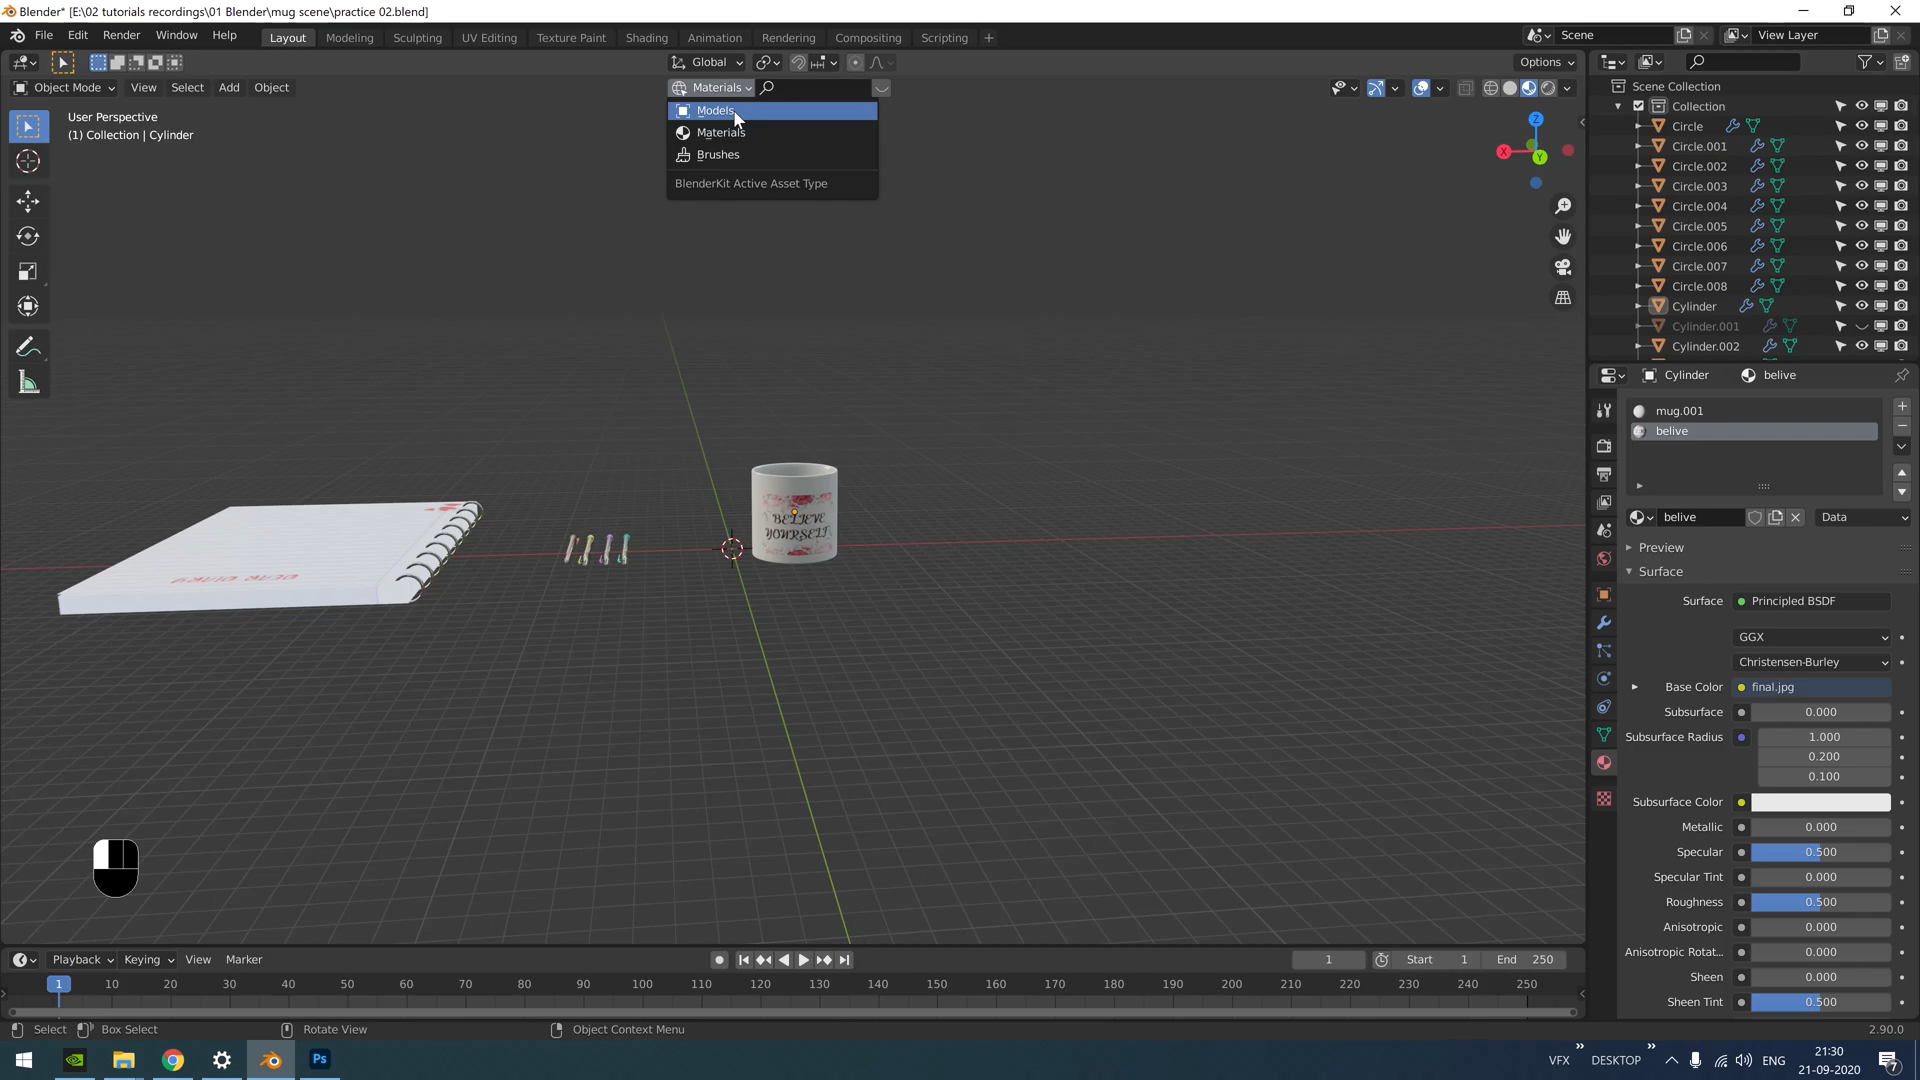 Blender* [E:\02 tutorials recordings\01 Blender\mug scene\practice 02.blend]
File Edit Render Window Help
Layout Modeling Sculpting UV Editing Texture Paint Shading Animation Rendering Compositing Scripting +
Scene
View Layer
Global
Options
Object Mode View Select Add Object
Materials
Models
Materials
Brushes
BlenderKit Active Asset Type
User Perspective
(1) Collection | Cylinder
Z
X
Y
BELIEVE
YOURSELF
DEAR DIARY
Scene Collection
Collection
Circle
Circle.001
Circle.002
Circle.003
Circle.004
Circle.005
Circle.006
Circle.007
Circle.008
Cylinder
Cylinder.001
Cylinder.002
Cylinder belive
mug.001
belive
belive Data
Preview
Surface
Surface Principled BSDF
GGX
Christensen-Burley
Base Color final.jpg
Subsurface 0.000
Subsurface Radius 1.000
0.200
0.100
Subsurface Color
Metallic 0.000
Specular 0.500
Specular Tint 0.000
Roughness 0.500
Anisotropic 0.000
Anisotropic Rotat... 0.000
Sheen 0.000
Sheen Tint 0.500
Playback Keying View Marker
1 Start 1 End 250
1 10 20 30 40 50 60 70 80 90 100 110 120 130 140 150 160 170 180 190 200 210 220 230 240 250
Select Box Select Rotate View Object Context Menu 2.90.0
Ps
VFX » DESKTOP » ENG
21:30
21-09-2020
7